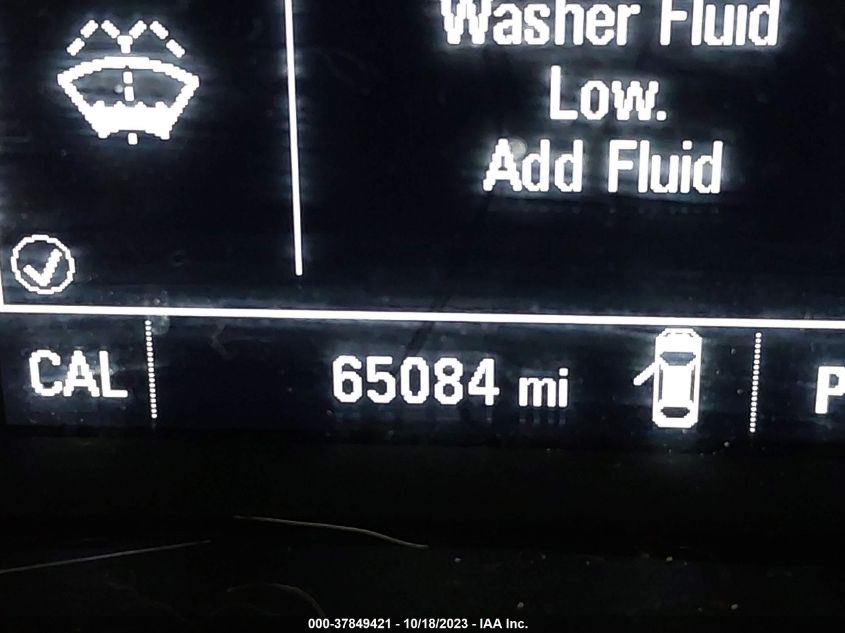 Washer Fluid
Low.
Add Fluid
CAL 65084 mi P
000-37849421 - 10/18/2023 - IAA Inc.